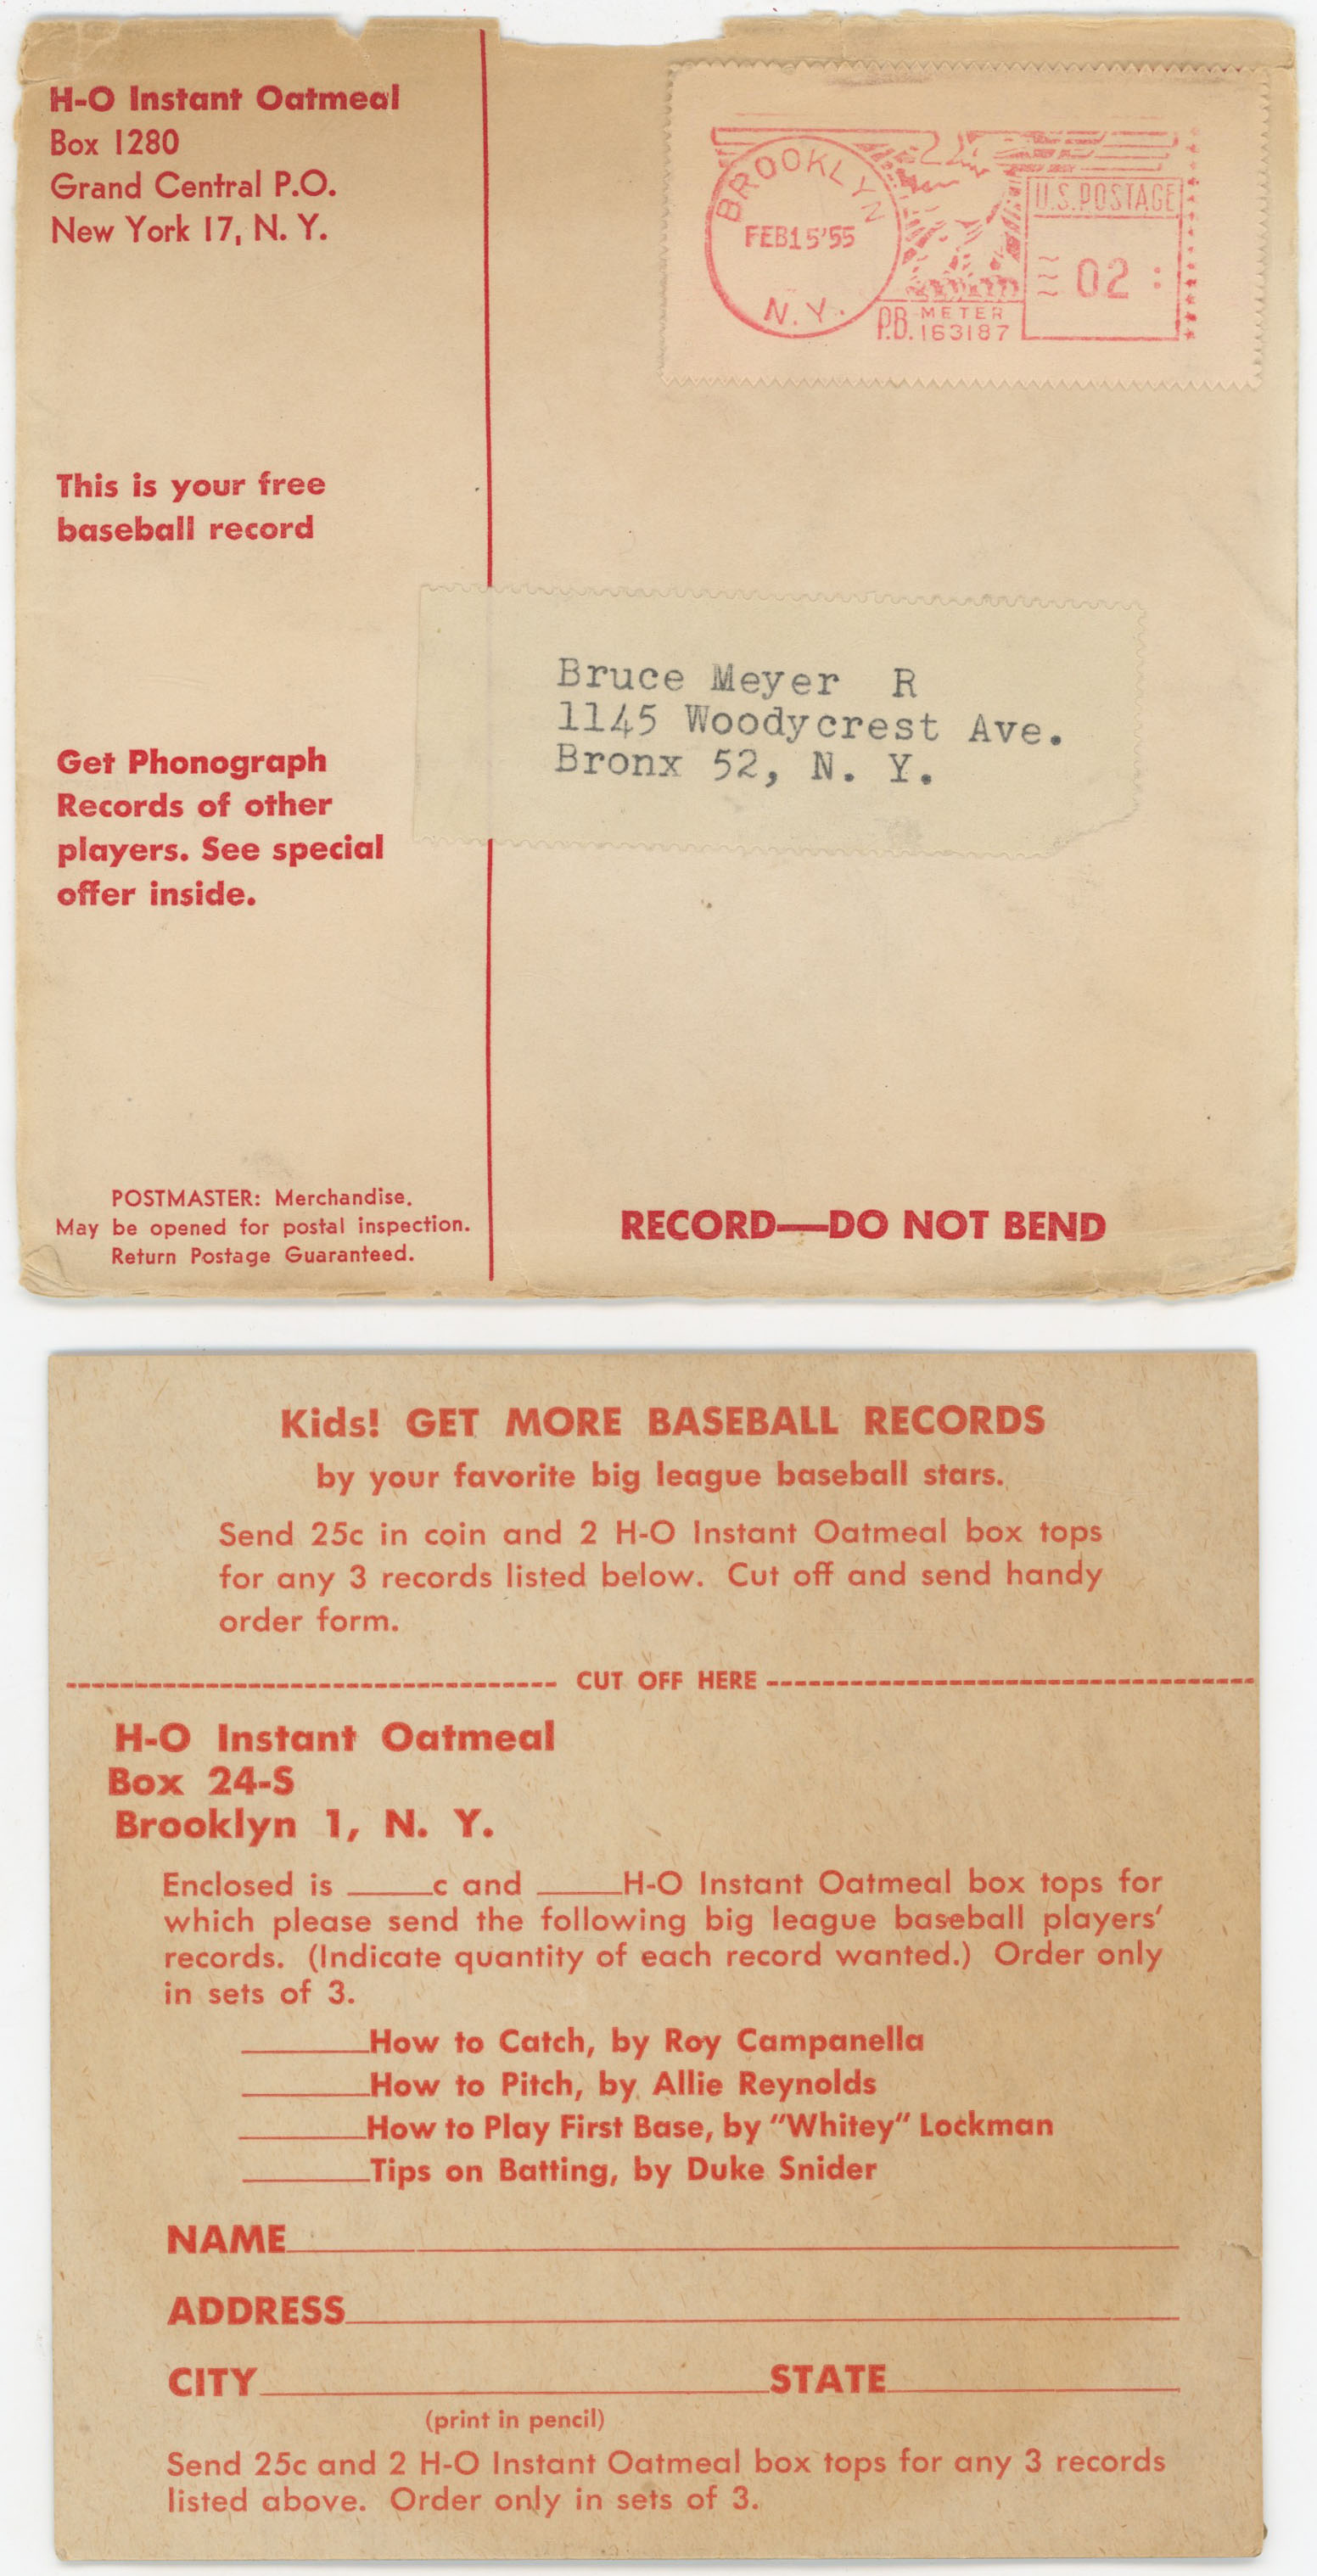 H-O Instant Oatmeal
Box 1280
Grand Central P.O.
New York 17, N. Y.
BROOKLYN
FEB15'55
N.Y.
P.B. METER
163187
U.S.POSTAGE
02
This is your free
baseball record
Bruce Meyer R
1145 Woodycrest Ave.
Bronx 52, N. Y.
Get Phonograph
Records of other
players. See special
offer inside.
POSTMASTER: Merchandise.
May be opened for postal inspection.
Return Postage Guaranteed.
RECORD—DO NOT BEND
Kids! GET MORE BASEBALL RECORDS
by your favorite big league baseball stars.
Send 25c in coin and 2 H-O Instant Oatmeal box tops
for any 3 records listed below. Cut off and send handy
order form.
CUT OFF HERE
H-O Instant Oatmeal
Box 24-S
Brooklyn 1, N. Y.
Enclosed is _____c and _____H-O Instant Oatmeal box tops for
which please send the following big league baseball players'
records. (Indicate quantity of each record wanted.) Order only
in sets of 3.
_______How to Catch, by Roy Campanella
_______How to Pitch, by Allie Reynolds
_______How to Play First Base, by "Whitey" Lockman
_______Tips on Batting, by Duke Snider
NAME
ADDRESS
CITY STATE
(print in pencil)
Send 25c and 2 H-O Instant Oatmeal box tops for any 3 records
listed above. Order only in sets of 3.